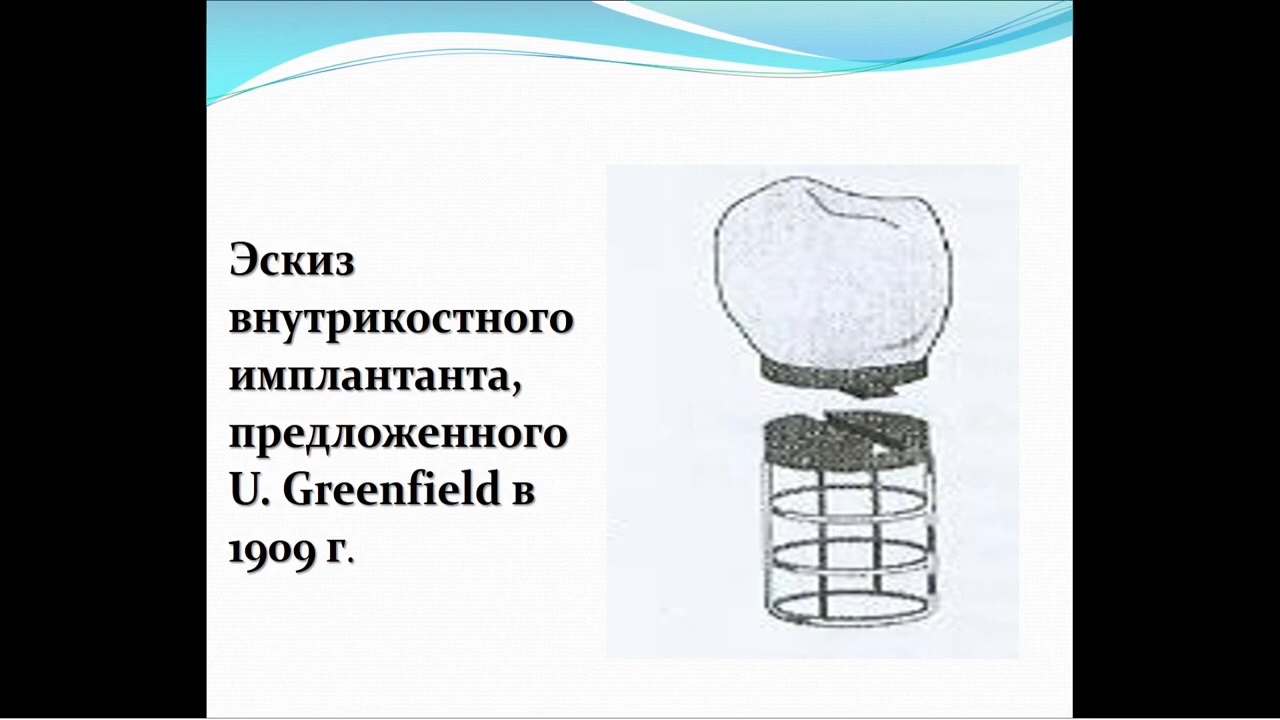 Эскиз
внутрикостного
имплантанта,
предложенного
U. Greenfield в
1909 г.